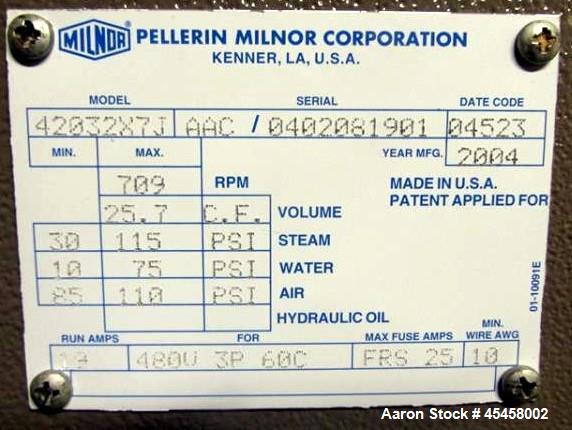 MILNOR PELLERIN MILNOR CORPORATION
KENNER, LA, U.S.A.
MODEL SERIAL DATE CODE
42032X7J AAC / 0402081901 04523
MIN. MAX. YEAR MFG. 2004
709 RPM MADE IN U.S.A.
PATENT APPLIED FOR
25.7 C.F. VOLUME
30 115 PSI STEAM
10 75 PSI WATER
85 110 PSI AIR
HYDRAULIC OIL
01-10091E
RUN AMPS FOR MAX FUSE AMPS MIN. WIRE AWG
19 480V 3P 60C FRS 25 10
Aaron Stock # 45458002